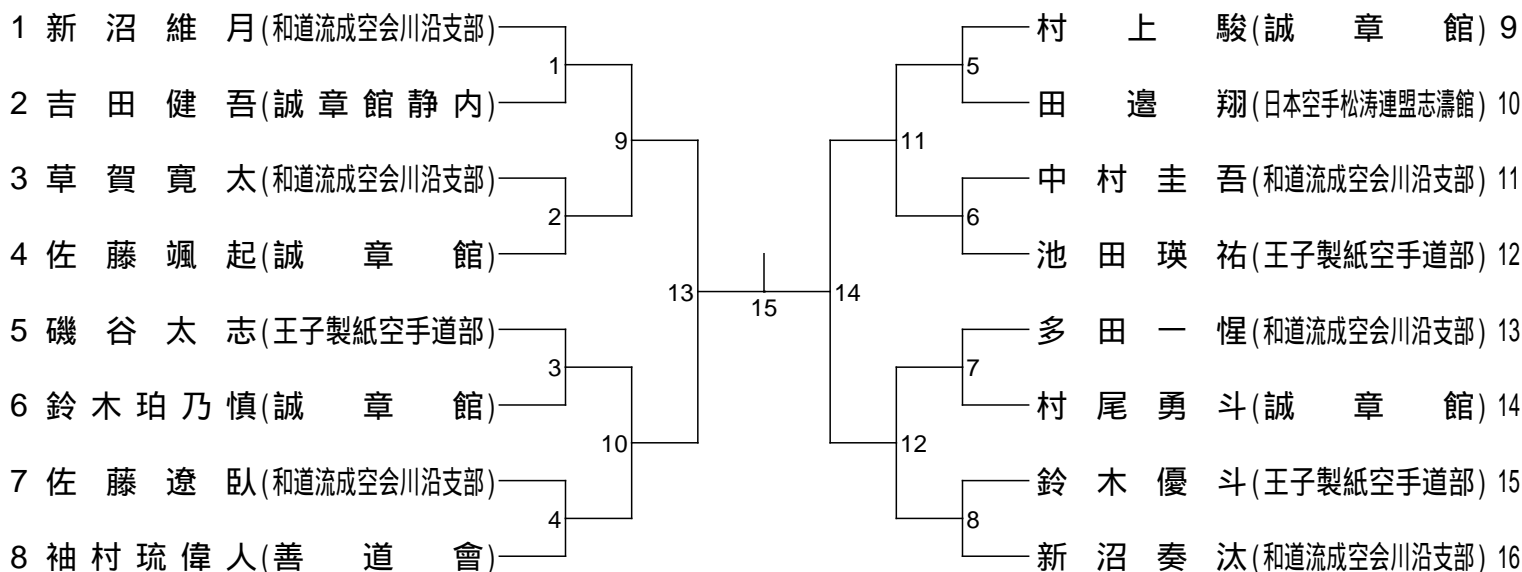 1 新沼維月(和道流成空会川沿支部)
2 吉田健吾(誠章館静内)
3 草賀寛太(和道流成空会川沿支部)
4 佐藤颯起(誠章館)
5 磯谷太志(王子製紙空手道部)
6 鈴木珀乃慎(誠章館)
7 佐藤遼臥(和道流成空会川沿支部)
8 袖村琉偉人(善道會)
1
2
3
4
9
10
13
15
14
11
12
5
6
7
8
村上駿(誠章館) 9
田邉翔(日本空手松涛連盟志濤館) 10
中村圭吾(和道流成空会川沿支部) 11
池田瑛祐(王子製紙空手道部) 12
多田一惺(和道流成空会川沿支部) 13
村尾勇斗(誠章館) 14
鈴木優斗(王子製紙空手道部) 15
新沼奏汰(和道流成空会川沿支部) 16